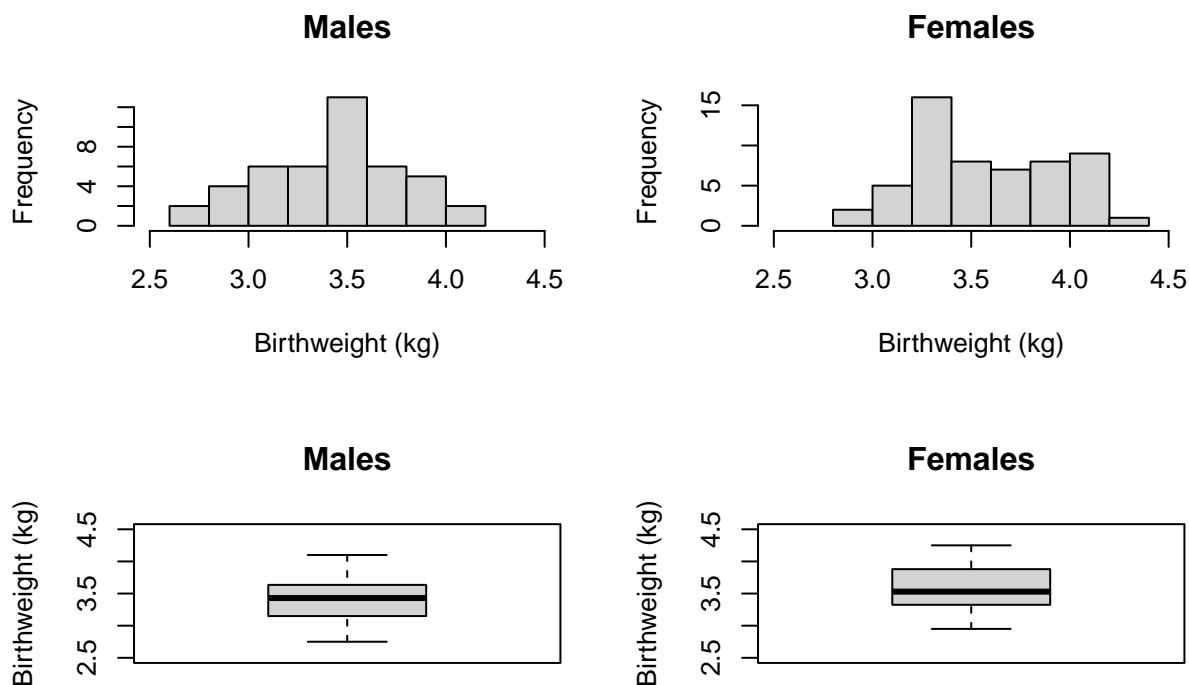 Males
Frequency
0 4 8
2.5 3.0 3.5 4.0 4.5
Birthweight (kg)
Females
Frequency
0 5 15
2.5 3.0 3.5 4.0 4.5
Birthweight (kg)
Males
Birthweight (kg)
2.5 3.5 4.5
Females
Birthweight (kg)
2.5 3.5 4.5